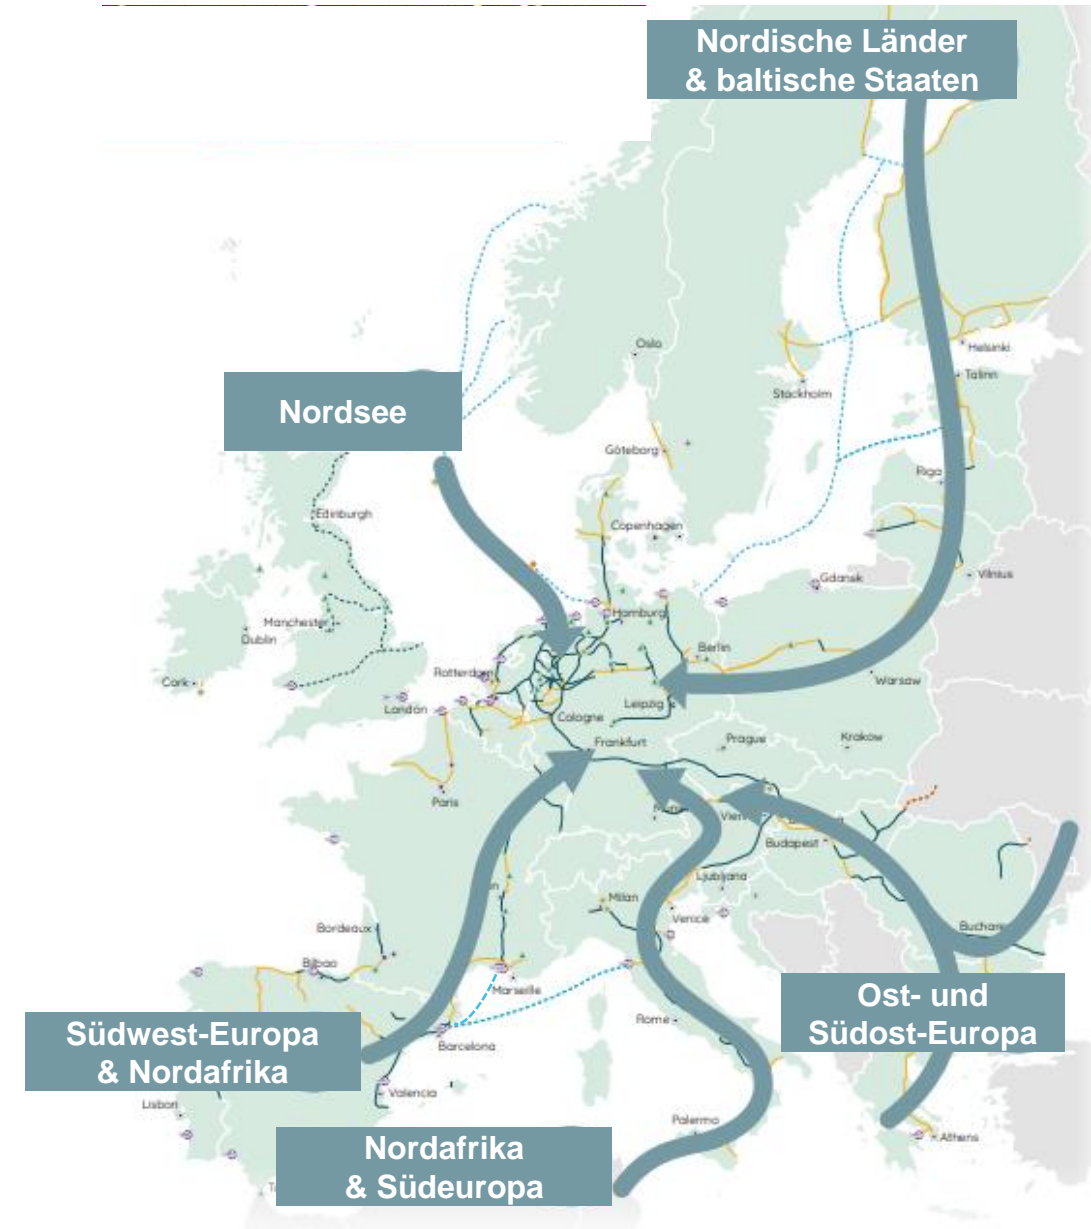 Nordische Länder
& baltische Staaten
Oslo
Helsinki
Stockholm
Talinn
Nordsee
Göteborg
Riga
Edinburgh
Copenhagen
Vilnius
Gdansk
Manchester
Dublin
Hamburg
Berlin
Cork
Rotterdam
Warsaw
London
Leipzig
Cologne
Frankfurt
Prague
Krakow
Paris
Budapest
Ljubljana
Milan
Venice
Bordeaux
Bilbao
Marseille
Ost- und
Südost-Europa
Südwest-Europa
& Nordafrika
Rome
Barcelona
Valencia
Lisbon
Palermo
Athens
Nordafrika
& Südeuropa